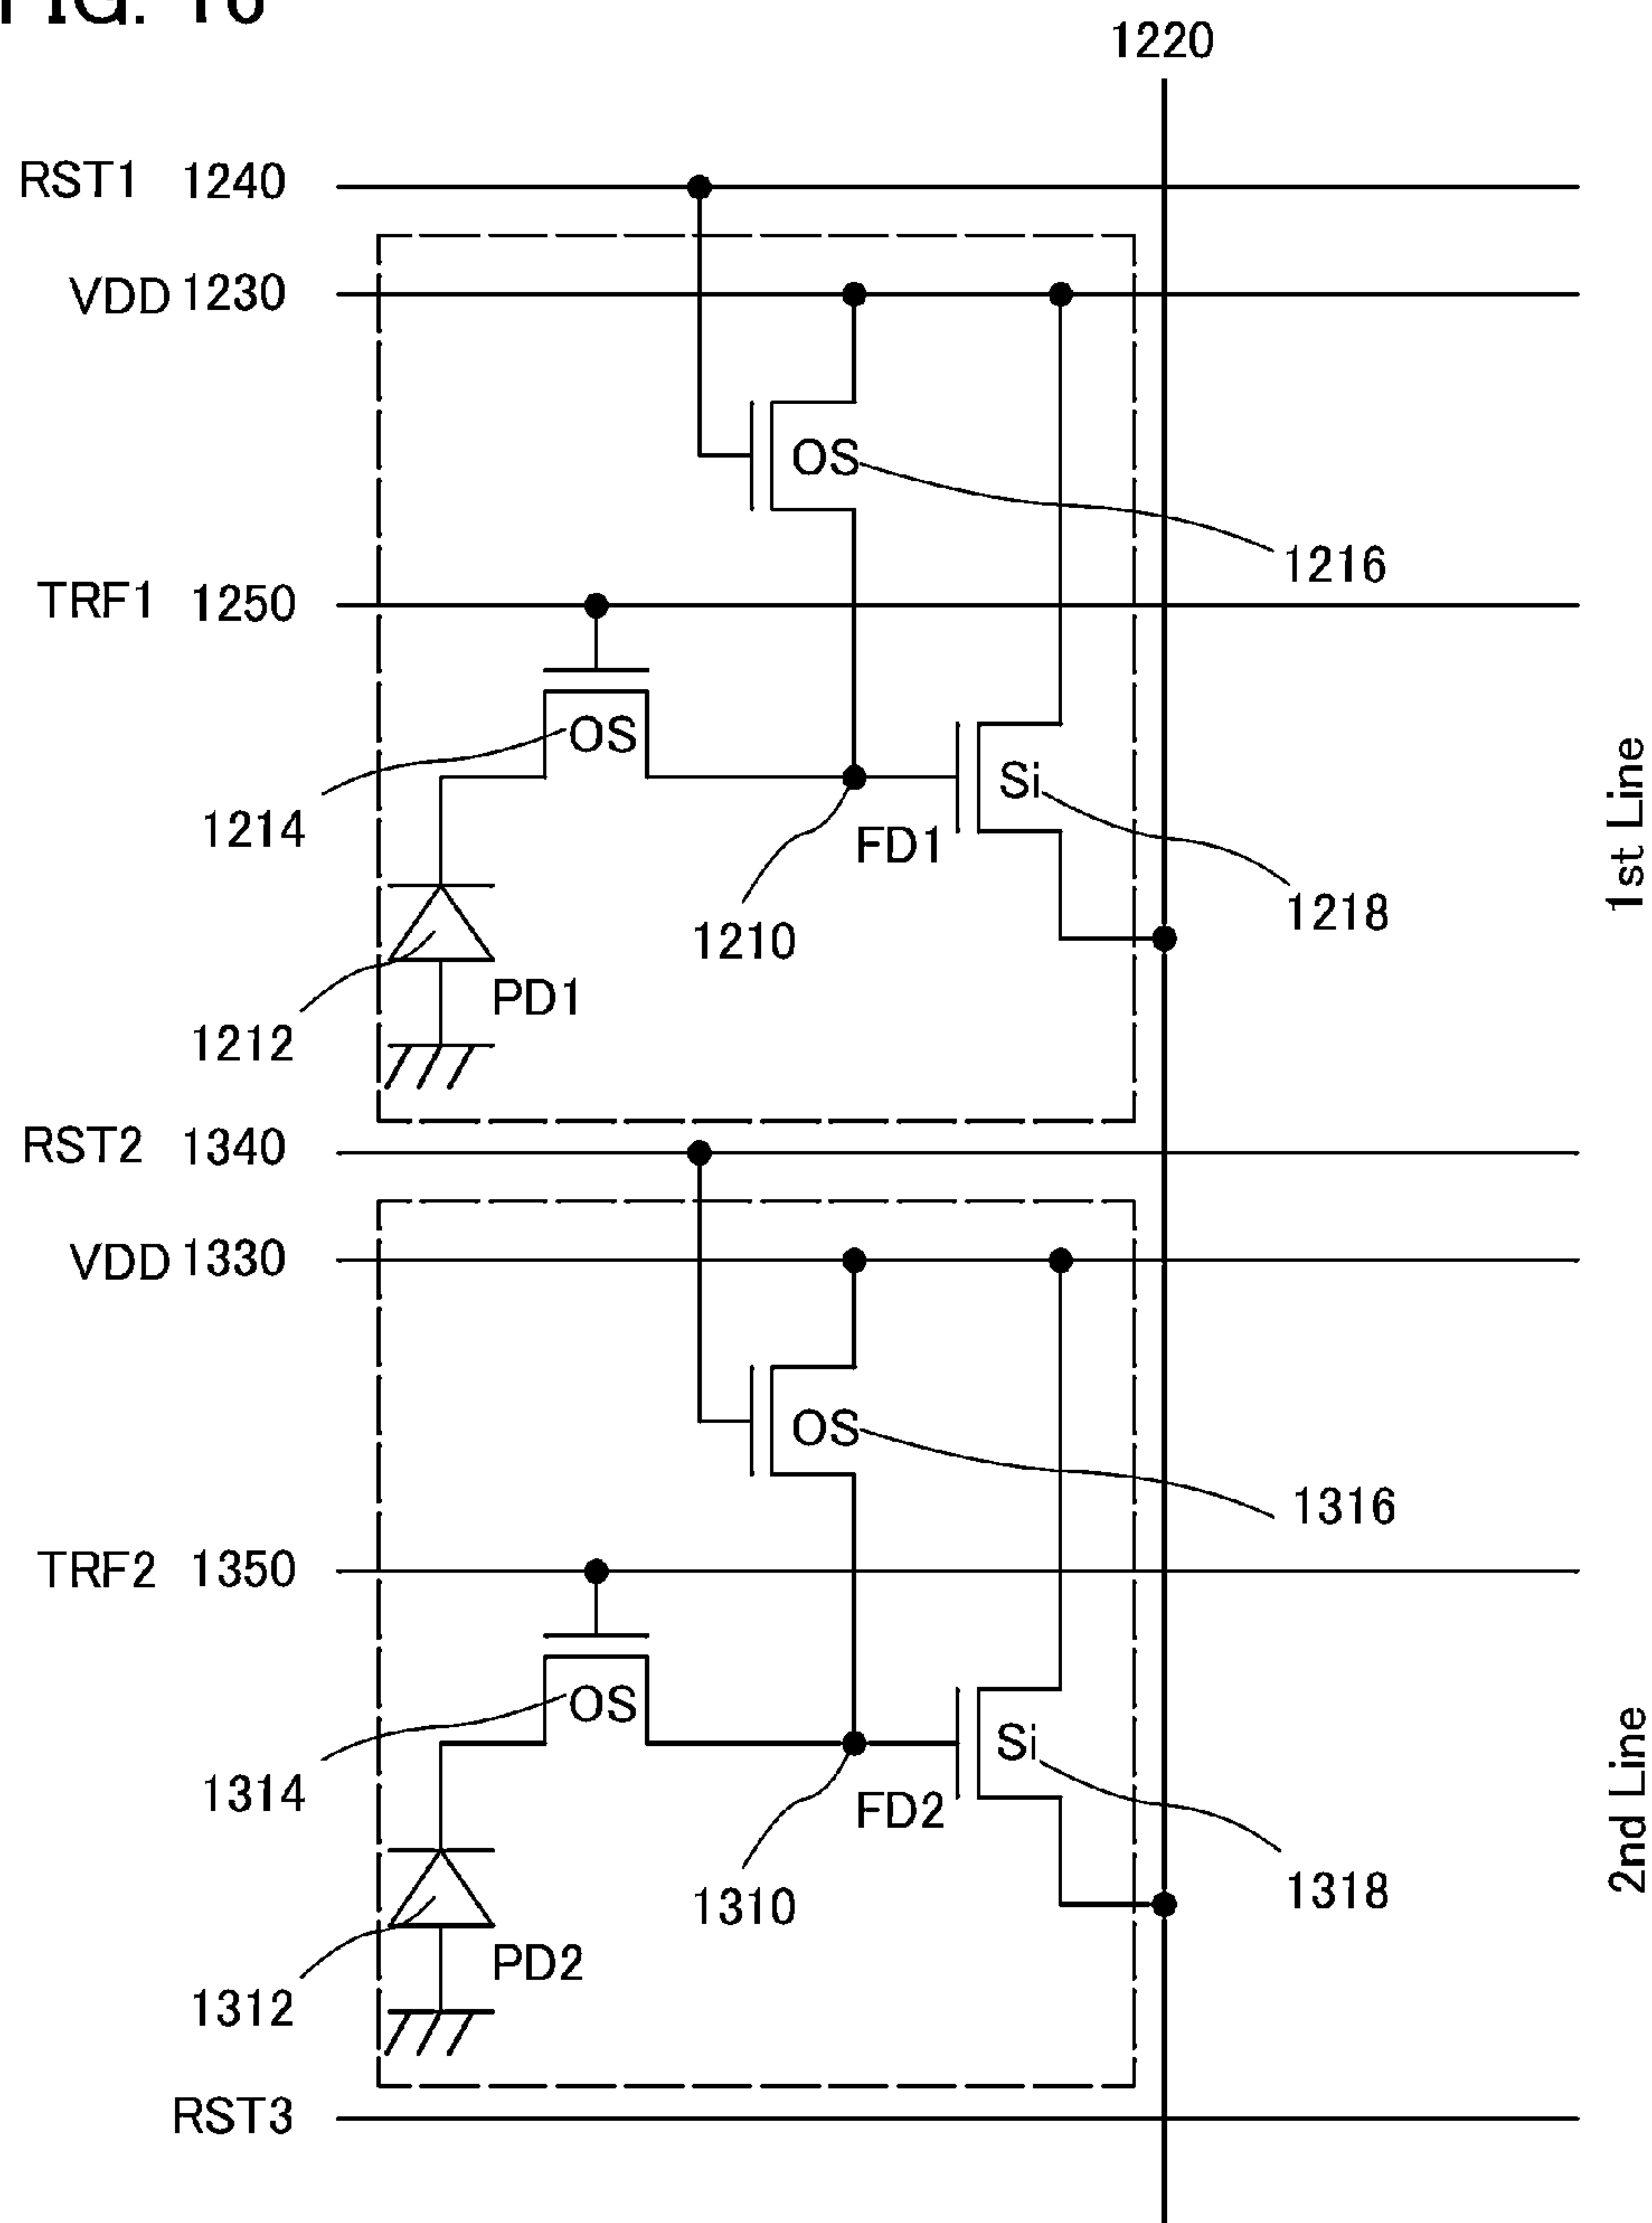 FIG.
1220
RST1 1240
VDD 1230
OS
1216
TRF1 1250
OS
1214
Si
FD1
1210
1218
1st Line
PD1
1212
RST2 1340
VDD 1330
OS
1316
TRF2 1350
OS
1314
Si
FD2
1310
1318
2nd Line
PD2
1312
RST3